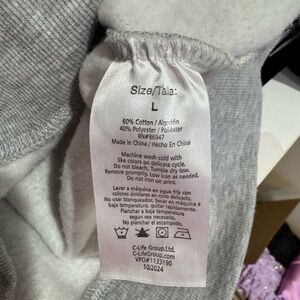 Size/Talla:
L
60% Cotton / Algodón
40% Polyester / Poliéster
RN#86947
Made in China / Hecho En China
Machine wash cold with
like colors on delicate cycle.
Do not bleach. Tumble dry low.
Remove promptly. Low iron as needed.
Do not iron on print.
Lavar a máquina en agua fría con
colores similares en ciclo delicado.
No usar blanqueador. Secar en máquina a
baja temperatura. Quitar rápidamente.
Planchar a baja temperatura
según sea necesario.
No planchar el estampado.
C-Life Group,Ltd.
C-LifeGroup.com
VPO#1133190
10/2024